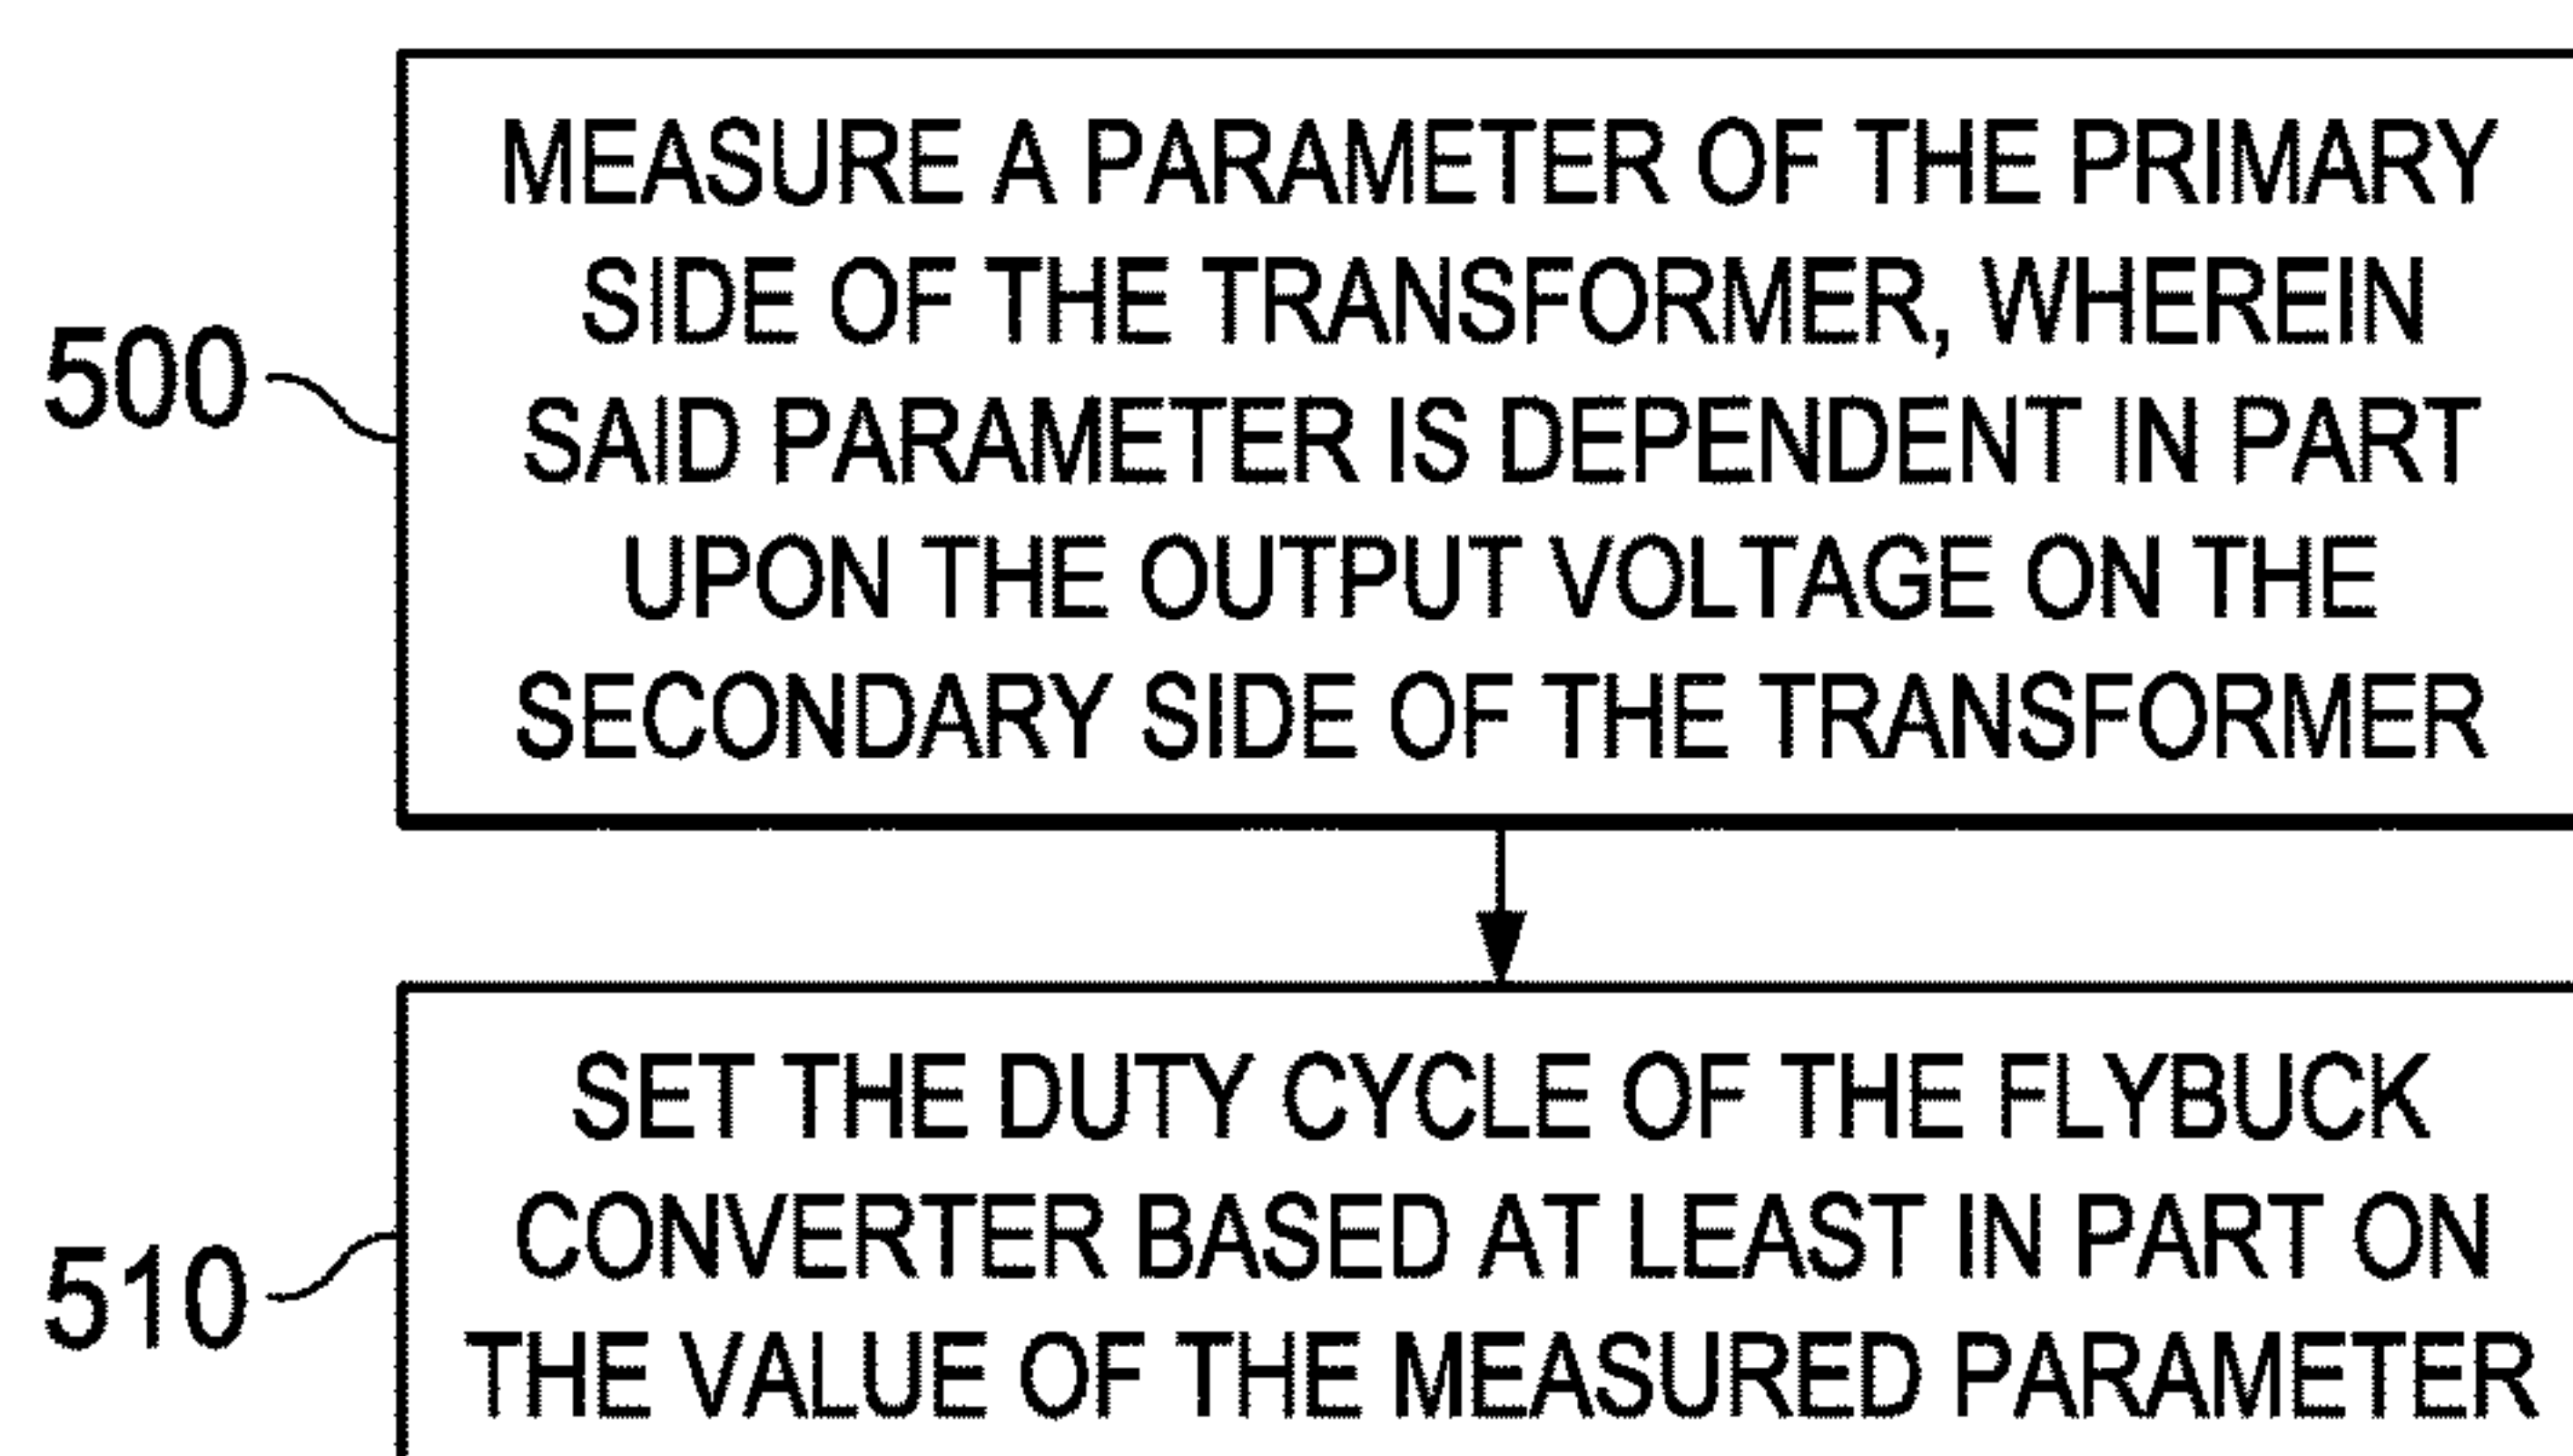 MEASURE A PARAMETER OF THE PRIMARY
SIDE OF THE TRANSFORMER, WHEREIN
500
SAID PARAMETER IS DEPENDENT IN PART
UPON THE OUTPUT VOLTAGE ON THE
SECONDARY SIDE OF THE TRANSFORMER
SET THE DUTY CYCLE OF THE FLYBUCK
CONVERTER BASED AT LEAST IN PART ON
510
THE VALUE OF THE MEASURED PARAMETER